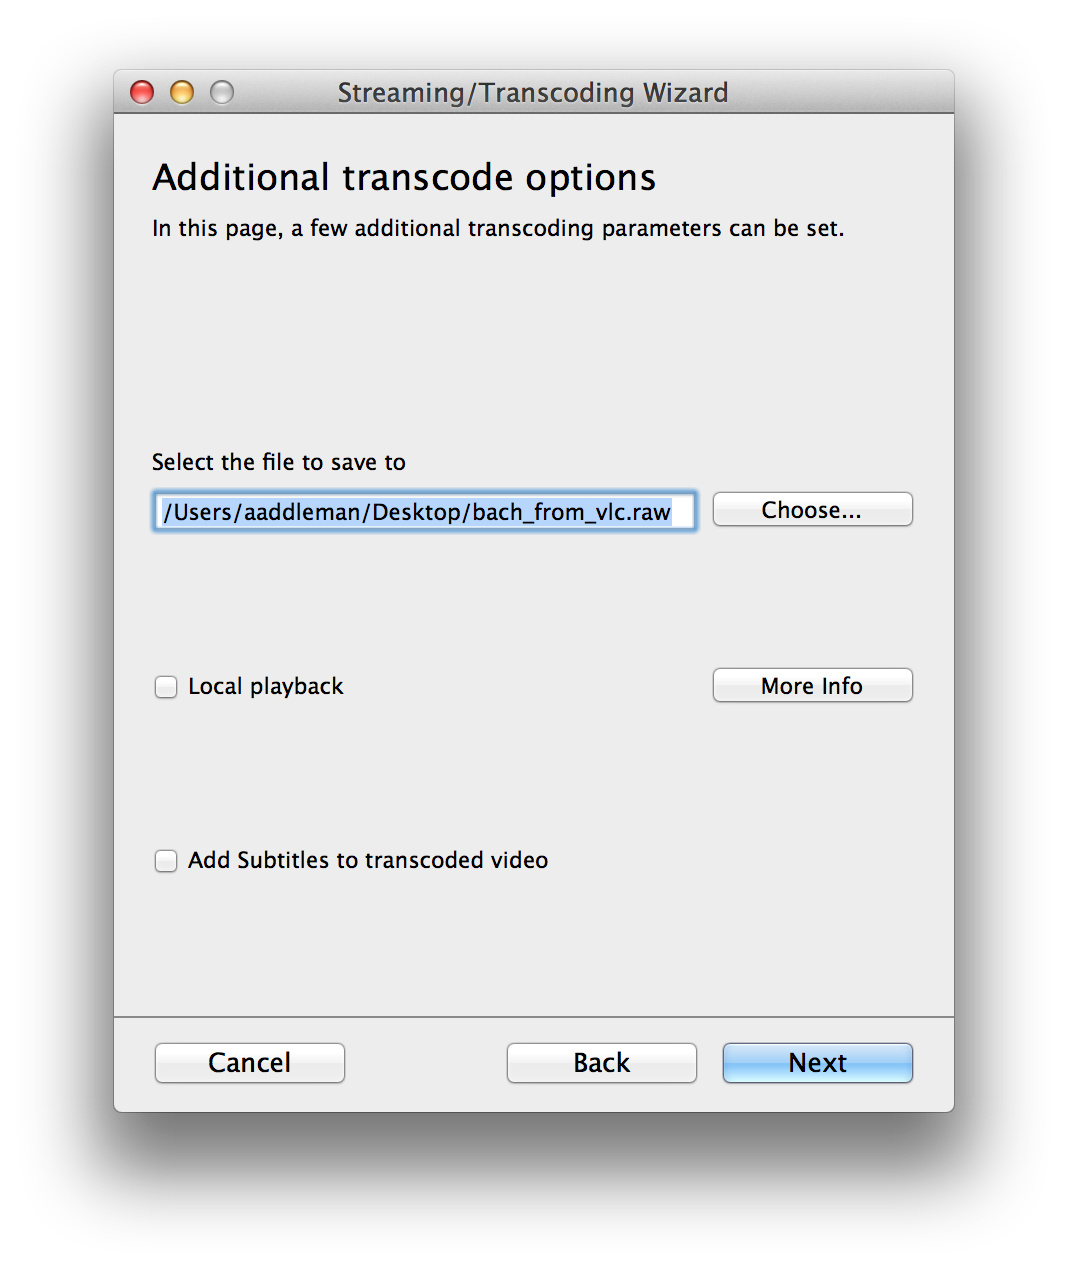 Streaming/Transcoding Wizard
Additional transcode options
In this page, a few additional transcoding parameters can be set.
Select the file to save to
/Users/aaddleman/Desktop/bach_from_vlc.raw
Choose...
Local playback
More Info
Add Subtitles to transcoded video
Cancel
Back
Next